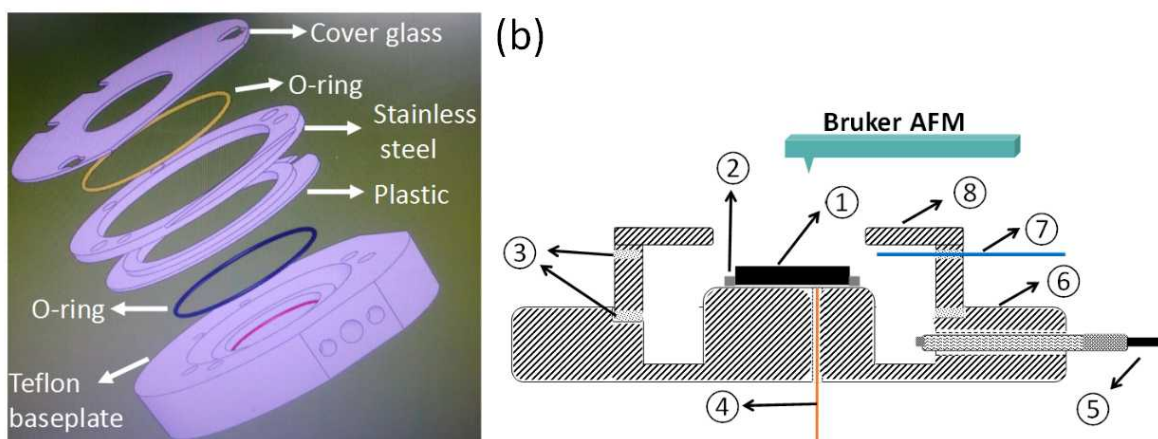 Cover glass
O-ring
Stainless
steel
Plastic
O-ring
Teflon
baseplate
(b)
Bruker AFM
②
①
⑧
⑦
③
⑥
④
⑤